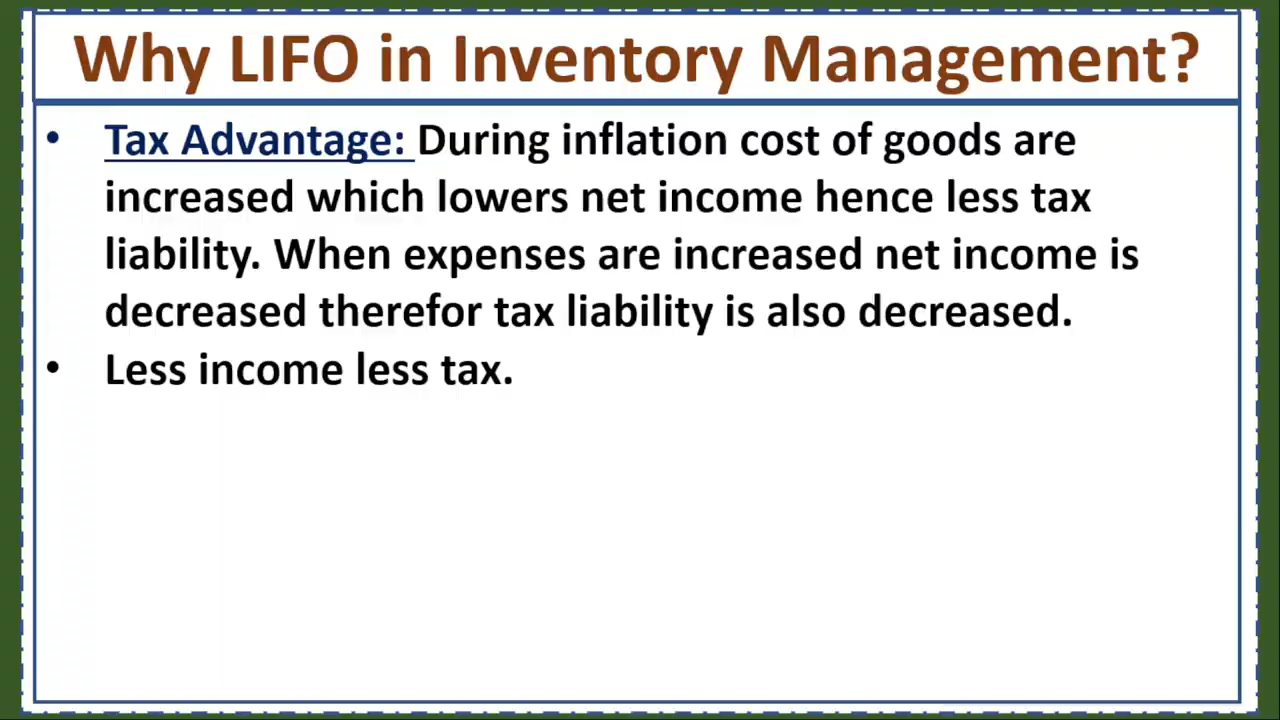 Why LIFO in Inventory Management?
• Tax Advantage: During inflation cost of goods are
increased which lowers net income hence less tax
liability. When expenses are increased net income is
decreased therefor tax liability is also decreased.
• Less income less tax.